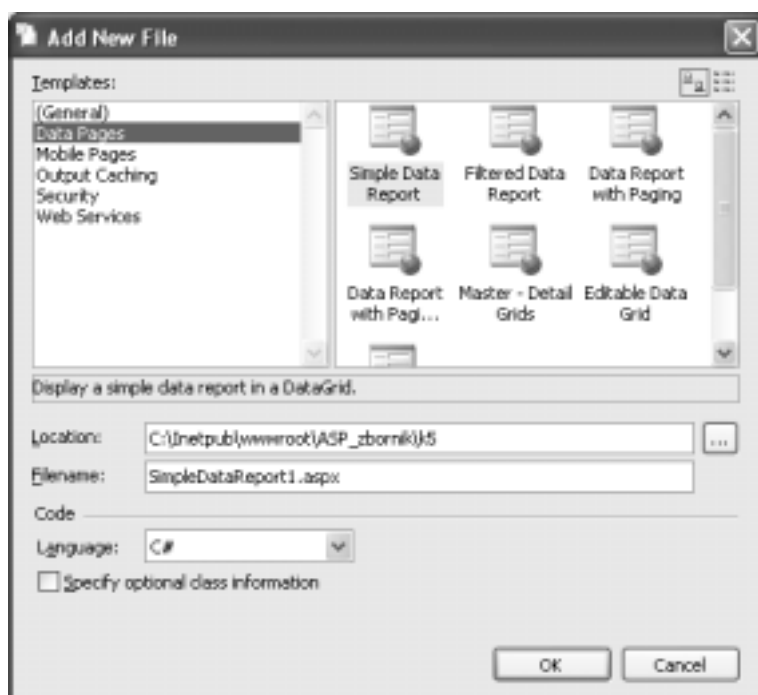 Add New File
Templates:
(General)
Data Pages
Mobile Pages
Output Caching
Security
Web Services
Simple Data
Report
Filtered Data
Report
Data Report
with Paging
Data Report
with Pagi...
Master - Detail
Grids
Editable Data
Grid
Display a simple data report in a DataGrid.
Location:
C:\Inetpub\wwwroot\ASP_zbornik\k5
...
Filename:
SimpleDataReport1.aspx
Code
Language:
C#
Specify optional class information
OK
Cancel